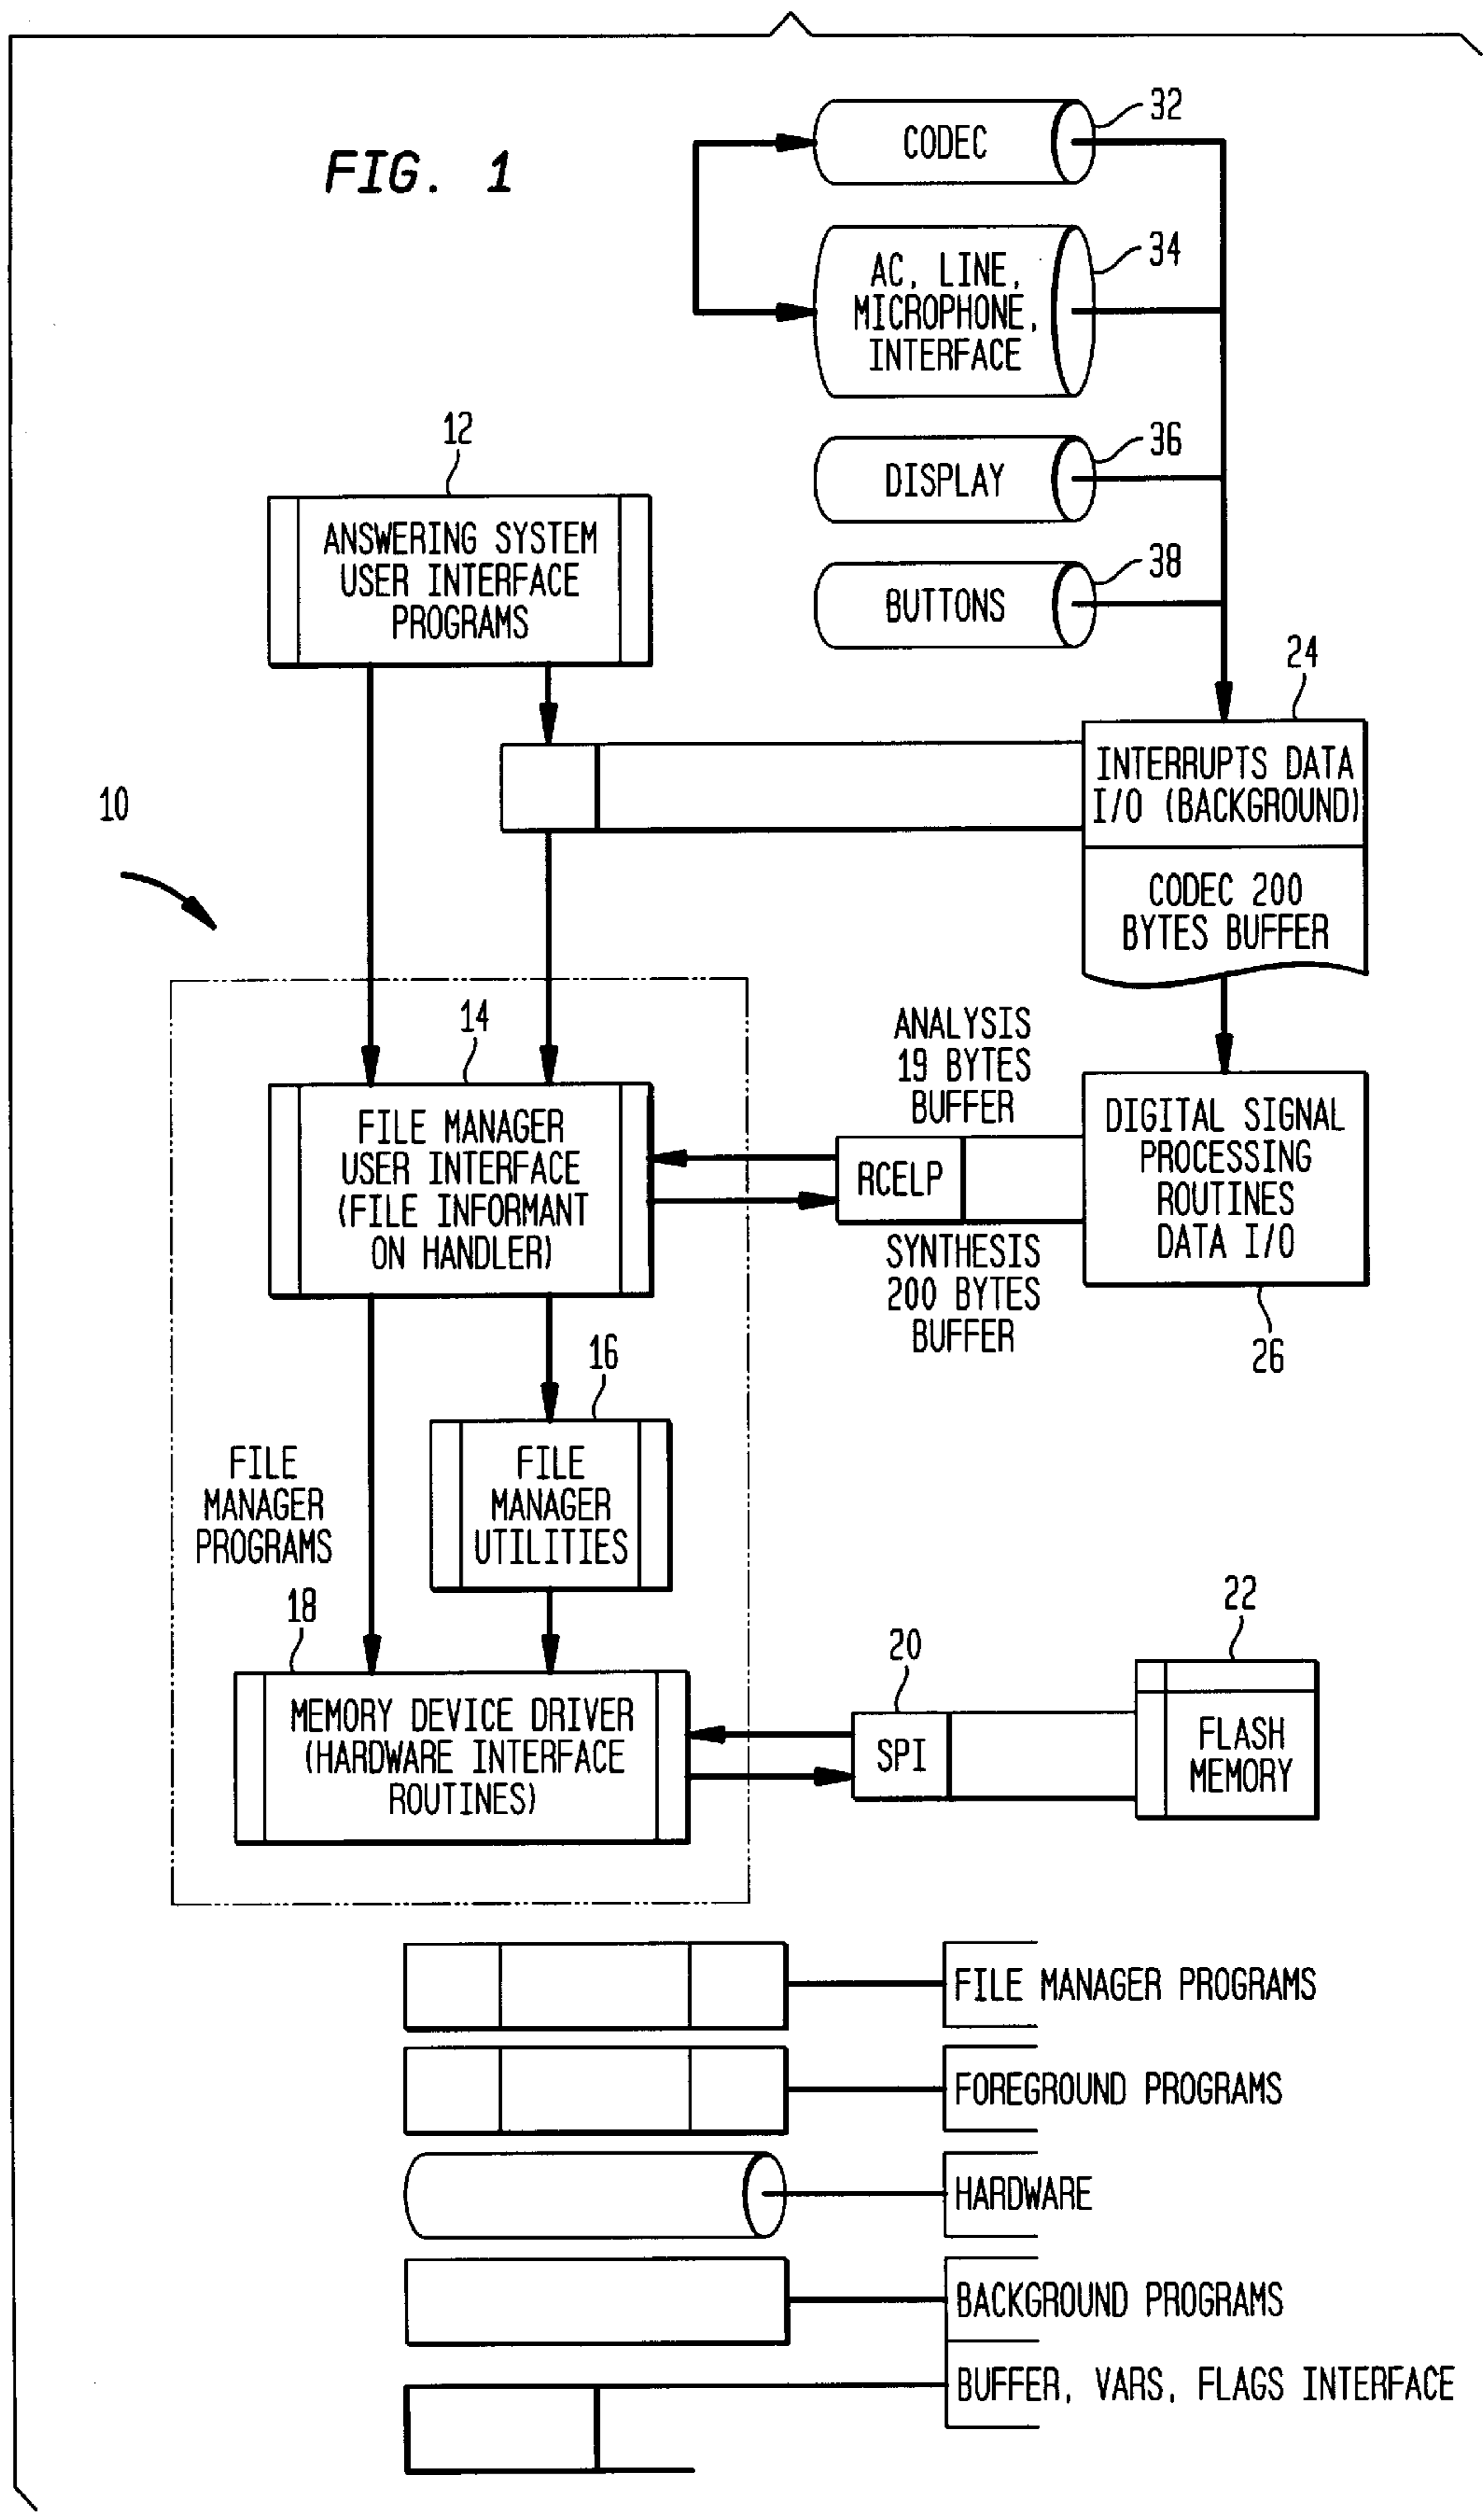 FIG. 1
CODEC
32
AC, LINE,
MICROPHONE,
INTERFACE
34
DISPLAY
36
BUTTONS
38
12
ANSWERING SYSTEM
USER INTERFACE
PROGRAMS
24
INTERRUPTS DATA
I/O (BACKGROUND)
CODEC 200
BYTES BUFFER
10
14
FILE MANAGER
USER INTERFACE
(FILE INFORMANT
ON HANDLER)
ANALYSIS
19 BYTES
BUFFER
RCELP
SYNTHESIS
200 BYTES
BUFFER
DIGITAL SIGNAL
PROCESSING
ROUTINES
DATA I/O
26
16
FILE
MANAGER
PROGRAMS
FILE
MANAGER
UTILITIES
18
MEMORY DEVICE DRIVER
(HARDWARE INTERFACE
ROUTINES)
20
SPI
22
FLASH
MEMORY
FILE MANAGER PROGRAMS
FOREGROUND PROGRAMS
HARDWARE
BACKGROUND PROGRAMS
BUFFER, VARS, FLAGS INTERFACE